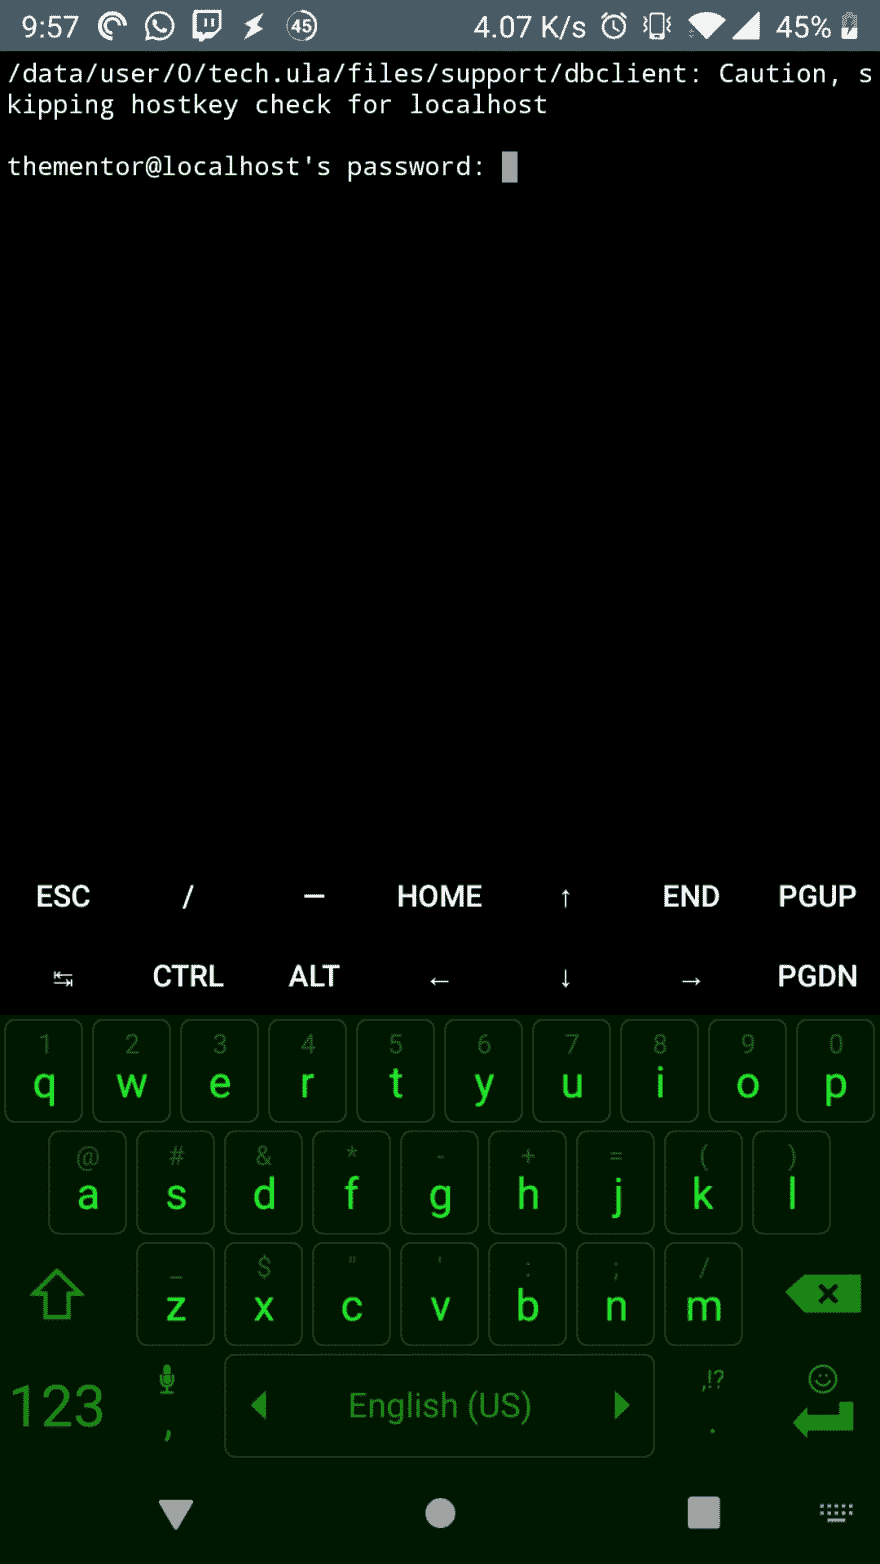 9:57 45 4.07 K/s 45%
/data/user/0/tech.ula/files/support/dbclient: Caution, s
kipping hostkey check for localhost
thementor@localhost's password:
ESC / — HOME ↑ END PGUP
↹ CTRL ALT ← ↓ → PGDN
1 2 3 4 5 6 7 8 9 0
q w e r t y u i o p
@ # & * - + = ( )
a s d f g h j k l
_ $ " ' : ; /
z x c v b n m
123 , English (US) ,!? .